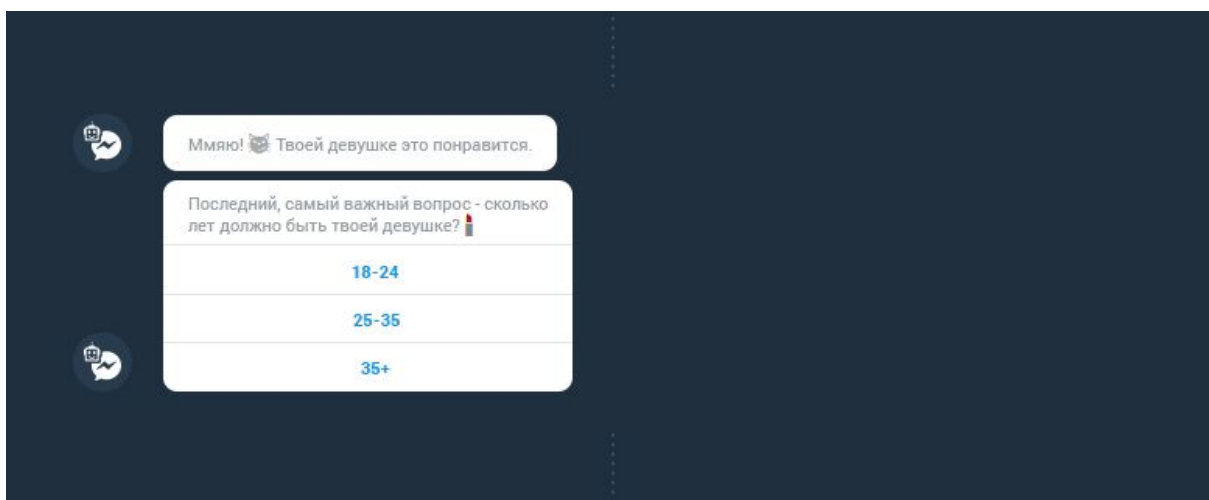 Ммяю! Твоей девушке это понравится.
Последний, самый важный вопрос - сколько
лет должно быть твоей девушке?
18-24
25-35
35+